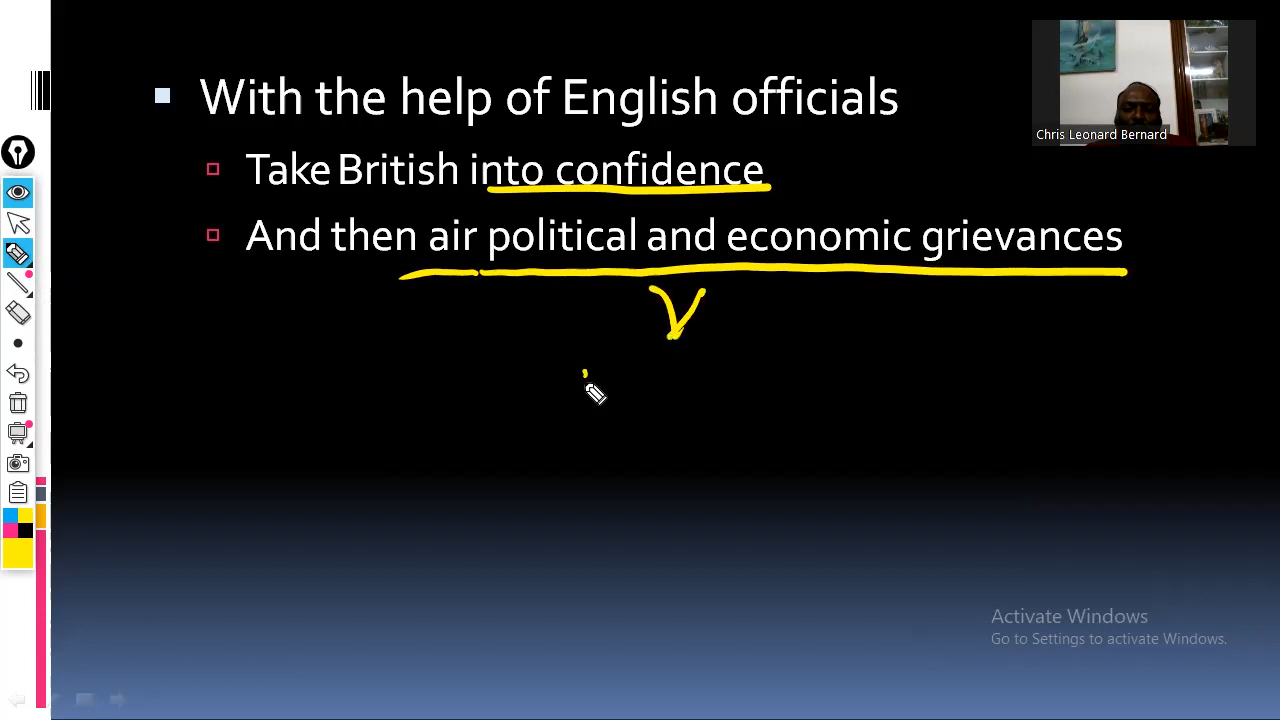 With the help of English officials
Take British into confidence
And then air political and economic grievances
Chris Leonard Bernard
Activate Windows
Go to Settings to activate Windows.